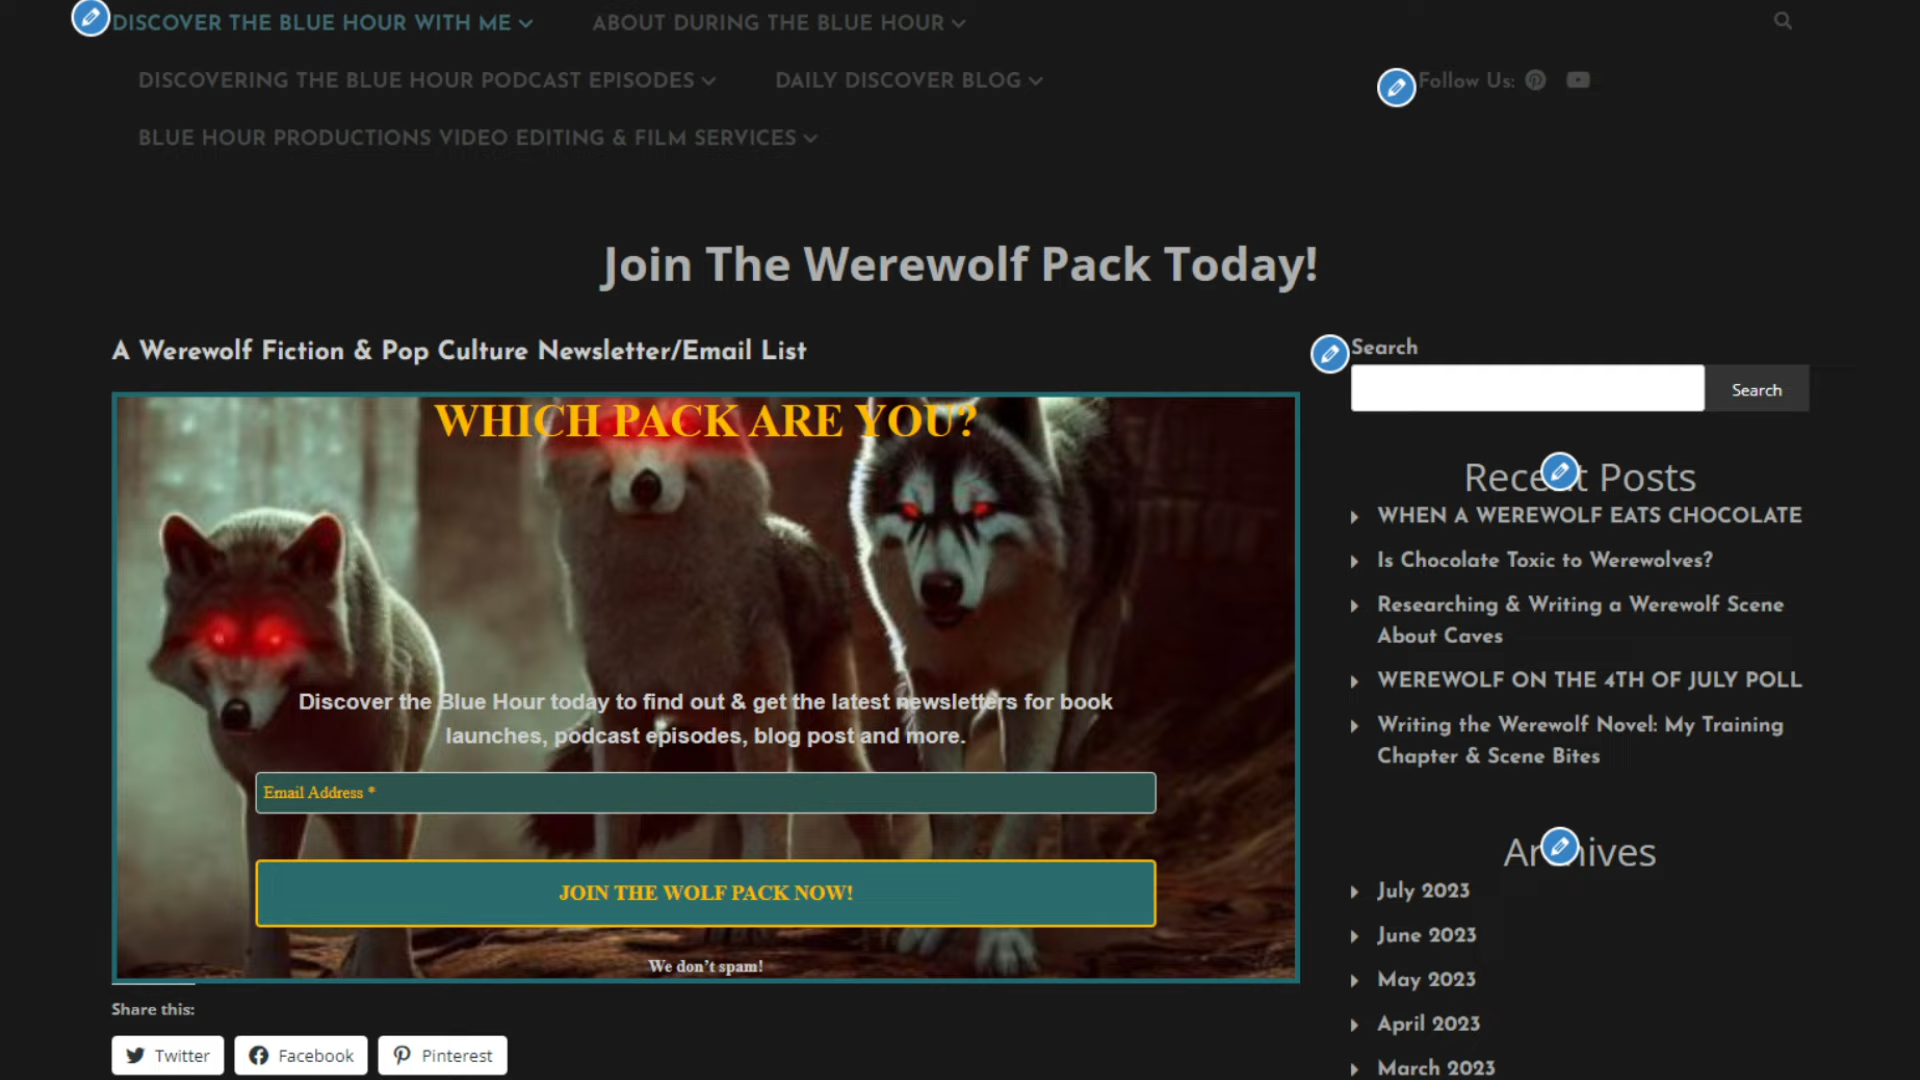 DISCOVER THE BLUE HOUR WITH ME
ABOUT DURING THE BLUE HOUR
DISCOVERING THE BLUE HOUR PODCAST EPISODES
DAILY DISCOVER BLOG
Follow Us:
BLUE HOUR PRODUCTIONS VIDEO EDITING & FILM SERVICES
Join The Werewolf Pack Today!
A Werewolf Fiction & Pop Culture Newsletter/Email List
WHICH PACK ARE YOU?
Discover the Blue Hour today to find out & get the latest newsletters for book
launches, podcast episodes, blog post and more.
Email Address *
JOIN THE WOLF PACK NOW!
We don't spam!
Share this:
Twitter
Facebook
Pinterest
Search
Search
Recent Posts
WHEN A WEREWOLF EATS CHOCOLATE
Is Chocolate Toxic to Werewolves?
Researching & Writing a Werewolf Scene
About Caves
WEREWOLF ON THE 4TH OF JULY POLL
Writing the Werewolf Novel: My Training
Chapter & Scene Bites
Archives
July 2023
June 2023
May 2023
April 2023
March 2023